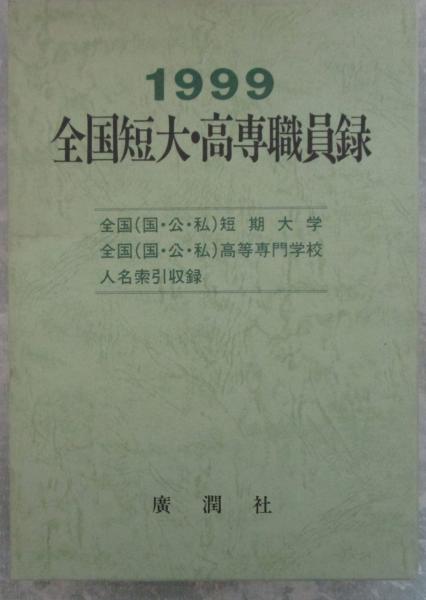 1999
全国短大・高専職員録
全国(国・公・私)短期大学
全国(国・公・私)高等専門学校
人名索引収録
廣潤社